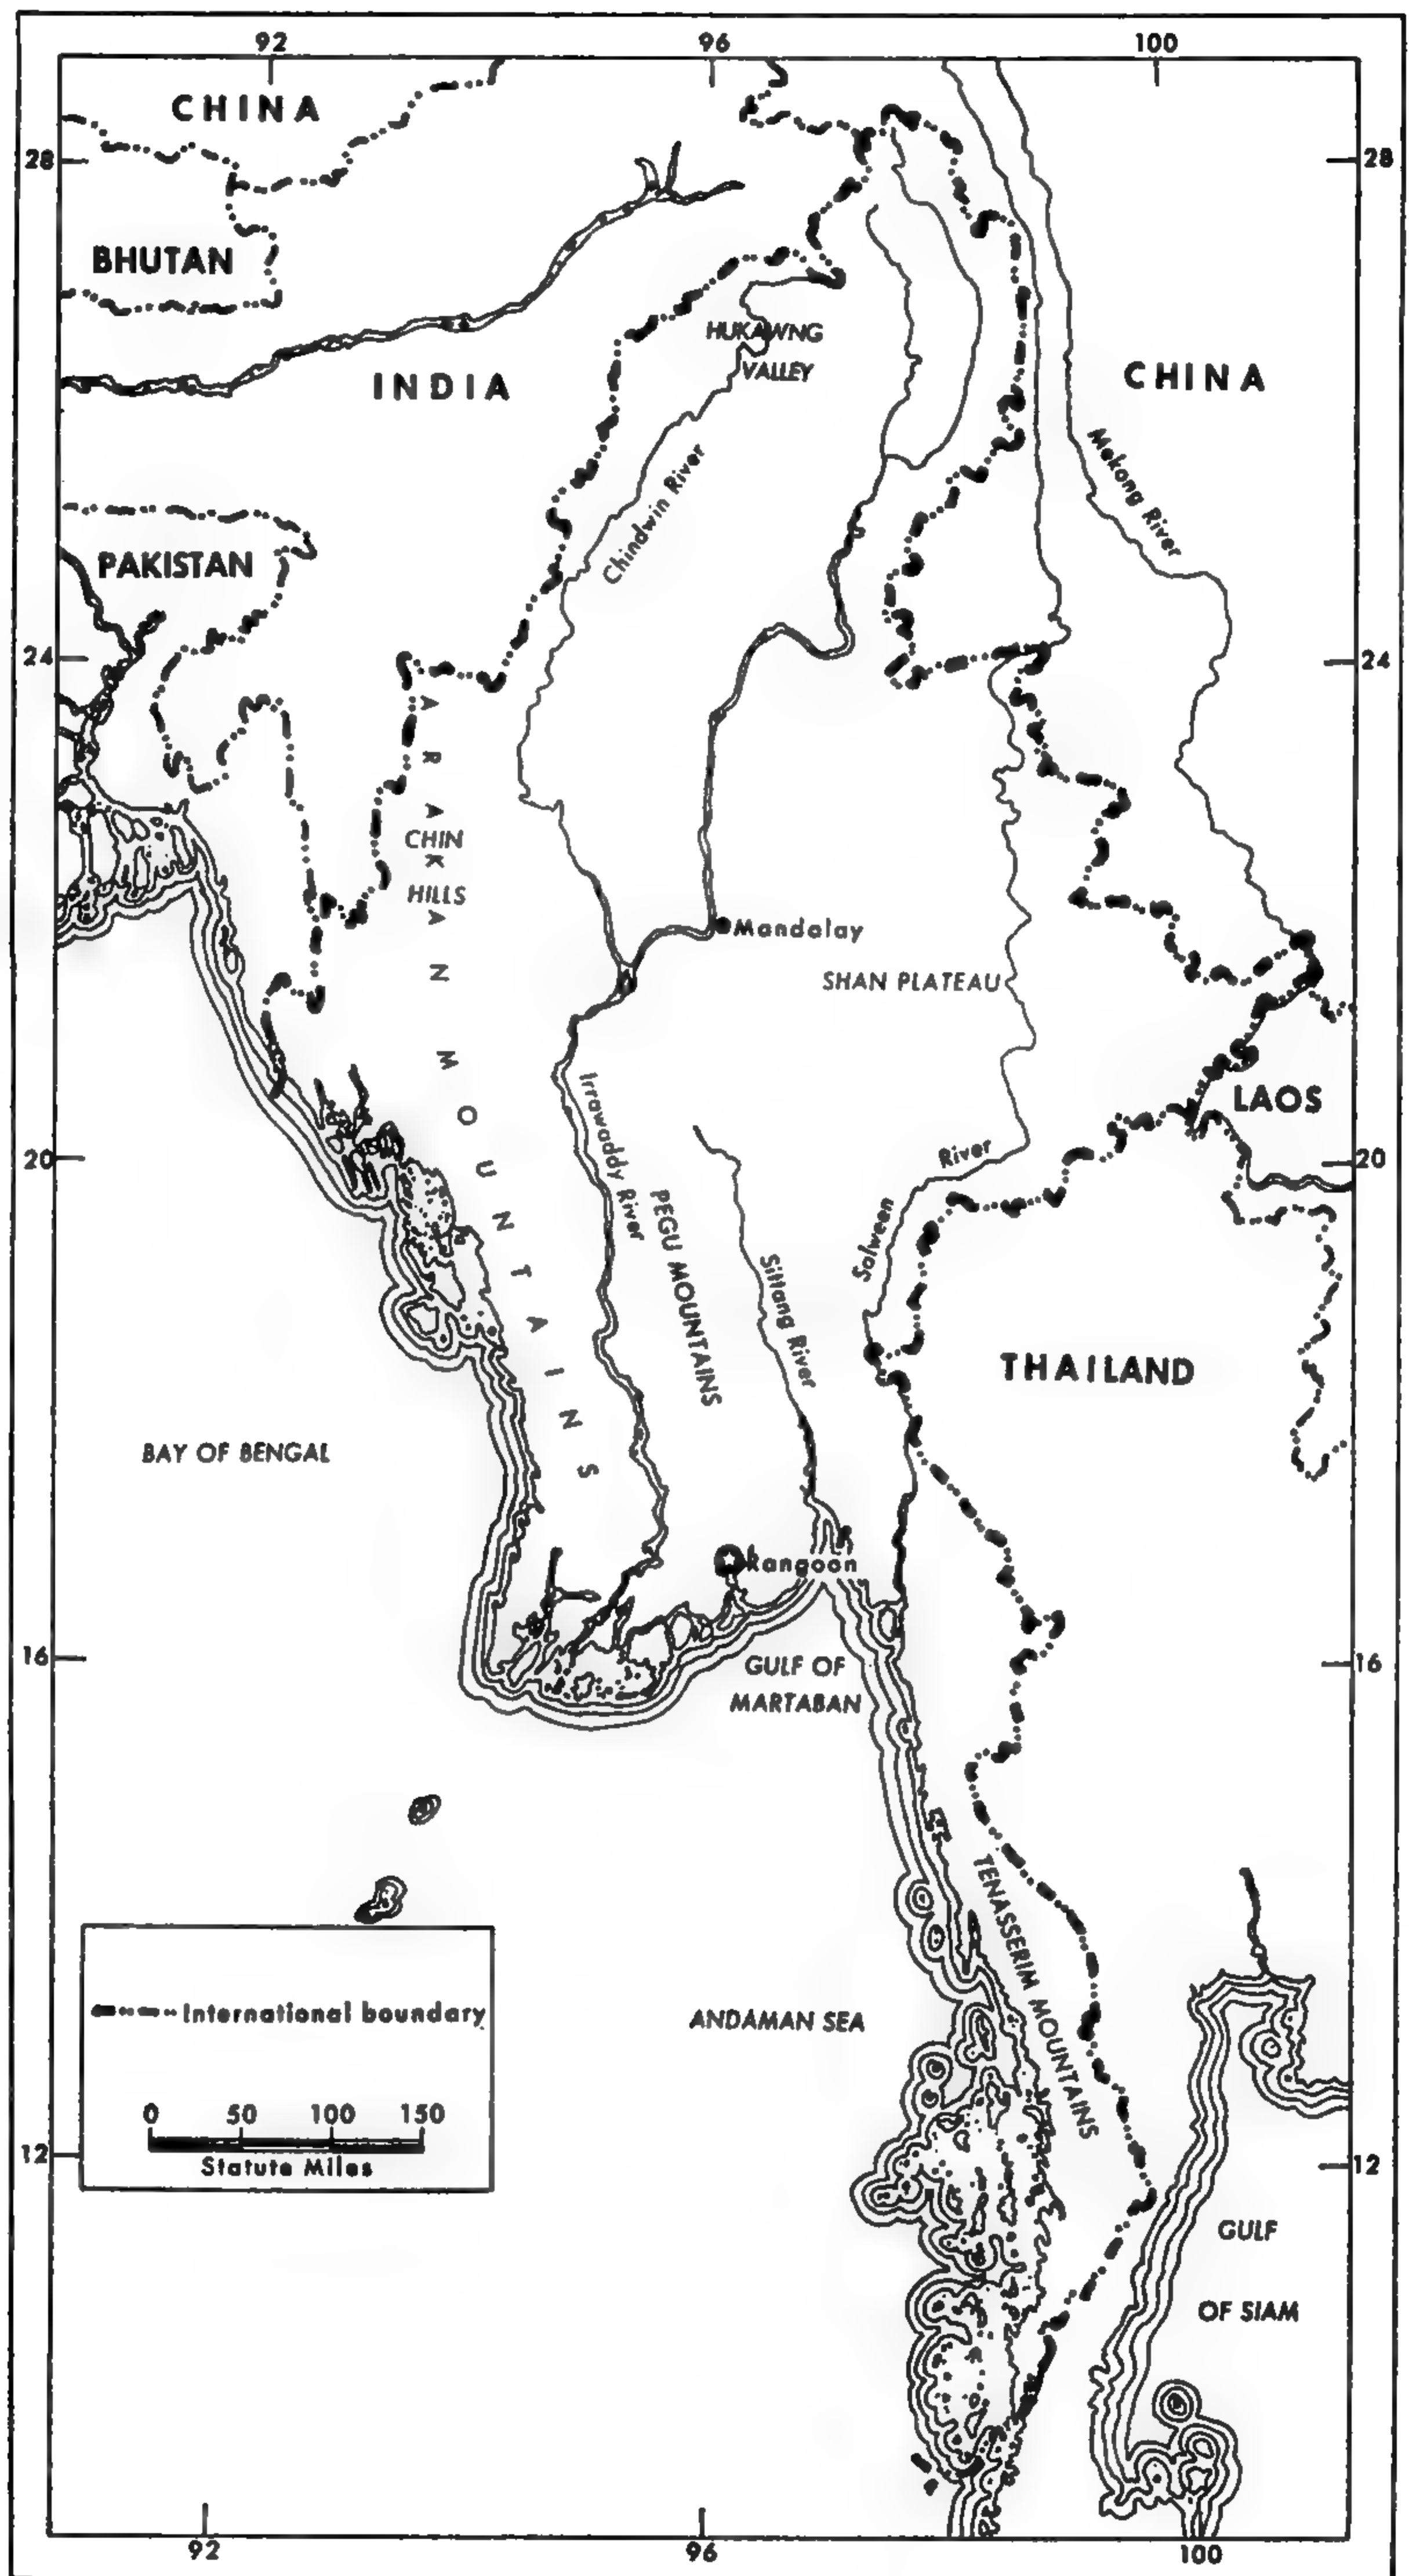 92 96 100
CHINA
28 28
BHUTAN
HUKAWNG
VALLEY
INDIA
CHINA
Mekong River
Chindwin River
PAKISTAN
24 24
ARAKAN MOUNTAINS
CHIN
HILLS
Mandalay
SHAN PLATEAU
Irrawaddy River
LAOS
20 20
Salween River
PEGU MOUNTAINS
Sittang River
THAILAND
BAY OF BENGAL
Rangoon
16 16
GULF OF
MARTABAN
TENASSERIM MOUNTAINS
International boundary
ANDAMAN SEA
0 50 100 150
Statute Miles
12 12
GULF
OF SIAM
92 96 100